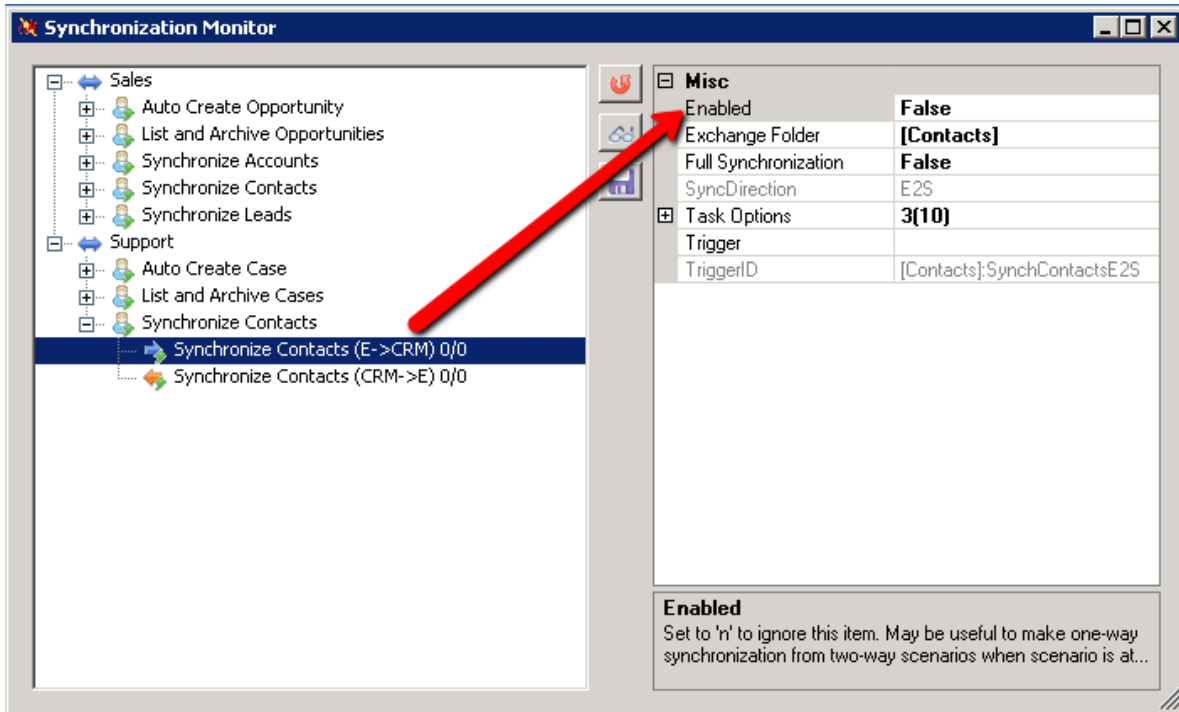 Synchronization Monitor
Sales
Auto Create Opportunity
List and Archive Opportunities
Synchronize Accounts
Synchronize Contacts
Synchronize Leads
Support
Auto Create Case
List and Archive Cases
Synchronize Contacts
Synchronize Contacts (E->CRM) 0/0
Synchronize Contacts (CRM->E) 0/0
Misc
Enabled False
Exchange Folder [Contacts]
Full Synchronization False
SyncDirection E2S
Task Options 3(10)
Trigger
TriggerID [Contacts]:SynchContactsE2S
Enabled
Set to 'n' to ignore this item. May be useful to make one-way
synchronization from two-way scenarios when scenario is at...